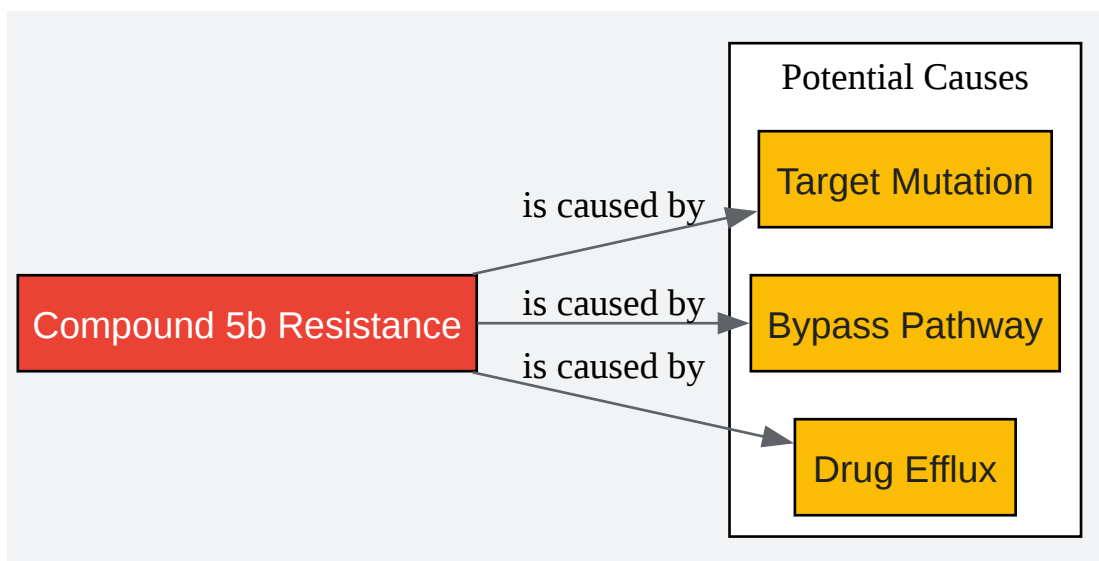 Potential Causes
Target Mutation
is caused by
Compound 5b Resistance
is caused by
Bypass Pathway
is caused by
Drug Efflux